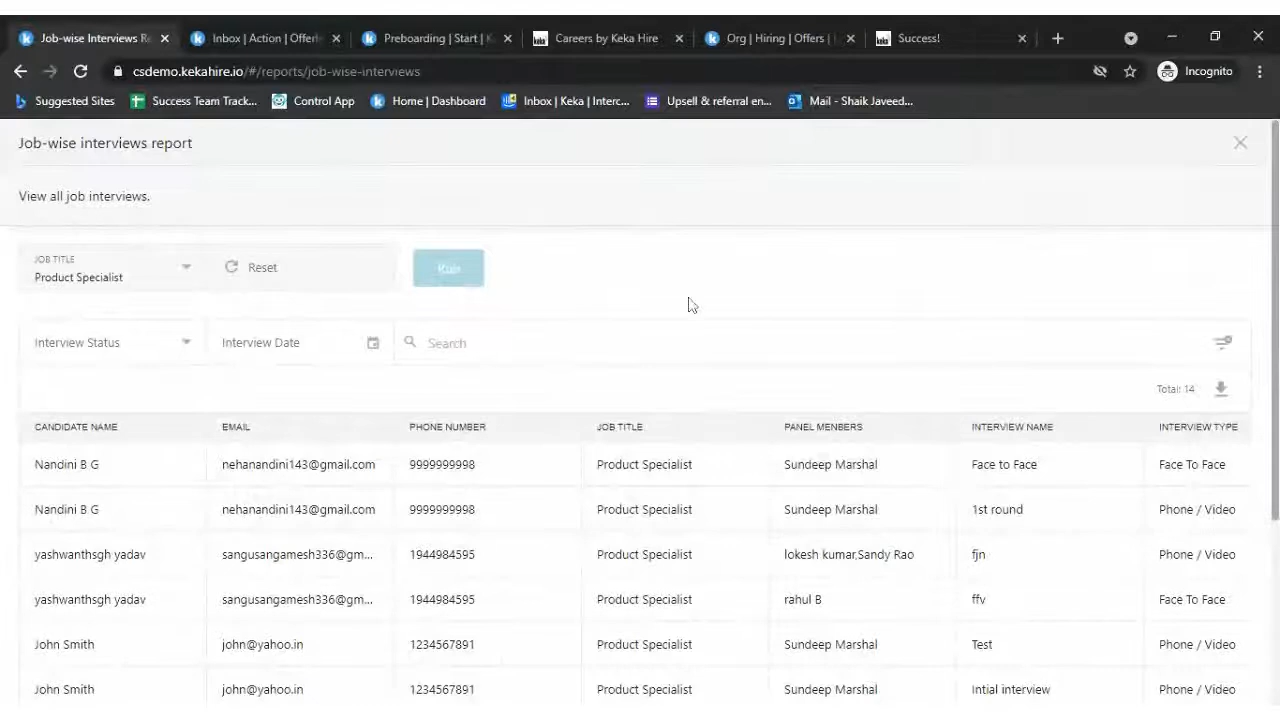 Job-wise Interviews R
Inbox | Action | Offer
Preboarding | Start | K
Careers by Keka Hire
Org | Hiring | Offers |
Success!
csdemo.kekahire.io/#/reports/job-wise-interviews
Incognito
Suggested Sites
Success Team Track...
Control App
Home | Dashboard
Inbox | Keka | Interc...
Upsell & referral en...
Mail - Shaik Javeed...
Job-wise interviews report
View all job interviews.
JOB TITLE
Product Specialist
Reset
Run
Interview Status
Interview Date
Search
Total: 14
CANDIDATE NAME EMAIL PHONE NUMBER JOB TITLE PANEL MENBERS INTERVIEW NAME INTERVIEW TYPE
Nandini B G nehanandini143@gmail.com 9999999998 Product Specialist Sundeep Marshal Face to Face Face To Face
Nandini B G nehanandini143@gmail.com 9999999998 Product Specialist Sundeep Marshal 1st round Phone / Video
yashwanthsgh yadav sangusangamesh336@gm... 1944984595 Product Specialist lokesh kumar,Sandy Rao fjn Phone / Video
yashwanthsgh yadav sangusangamesh336@gm... 1944984595 Product Specialist rahul B ffv Face To Face
John Smith john@yahoo.in 1234567891 Product Specialist Sundeep Marshal Test Phone / Video
John Smith john@yahoo.in 1234567891 Product Specialist Sundeep Marshal Intial interview Phone / Video